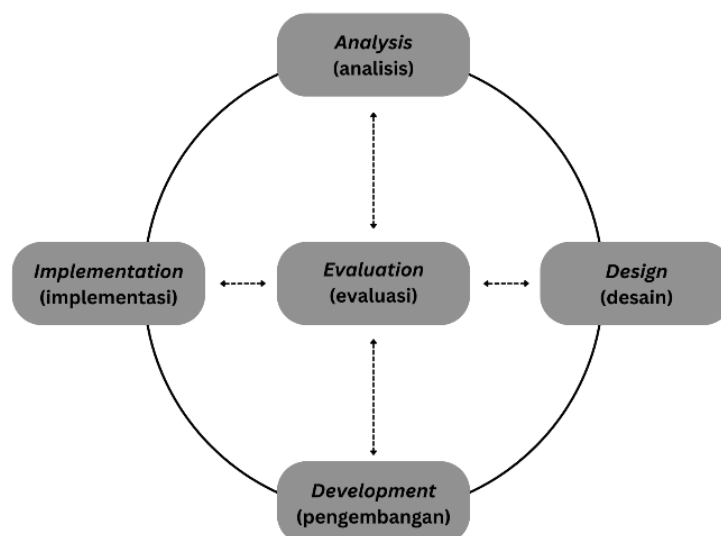 Analysis
(analisis)
Implementation
(implementasi)
Evaluation
(evaluasi)
Design
(desain)
Development
(pengembangan)